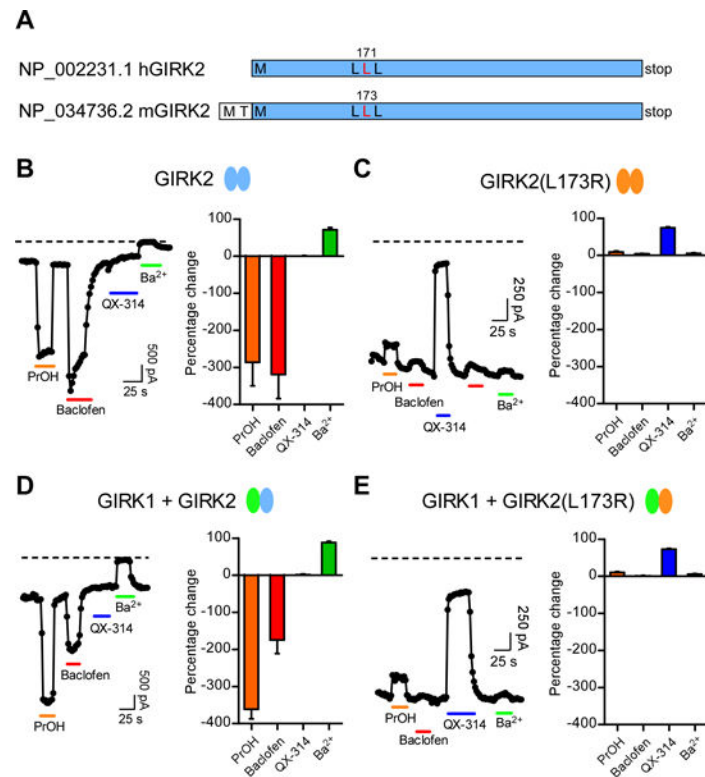 A
171
NP_002231.1 hGIRK2 M L L L stop
173
NP_034736.2 mGIRK2 M T M L L L stop
B
GIRK2
PrOH
Baclofen
QX-314
Ba2+
500 pA
25 s
Percentage change
100
0
-100
-200
-300
-400
PrOH
Baclofen
QX-314
Ba2+
C
GIRK2(L173R)
PrOH
Baclofen
QX-314
Ba2+
250 pA
25 s
Percentage change
100
0
-100
-200
-300
-400
PrOH
Baclofen
QX-314
Ba2+
D
GIRK1 + GIRK2
PrOH
Baclofen
QX-314
Ba2+
500 pA
25 s
Percentage change
100
0
-100
-200
-300
-400
PrOH
Baclofen
QX-314
Ba2+
E
GIRK1 + GIRK2(L173R)
PrOH
Baclofen
QX-314
Ba2+
250 pA
25 s
Percentage change
100
0
-100
-200
-300
-400
PrOH
Baclofen
QX-314
Ba2+